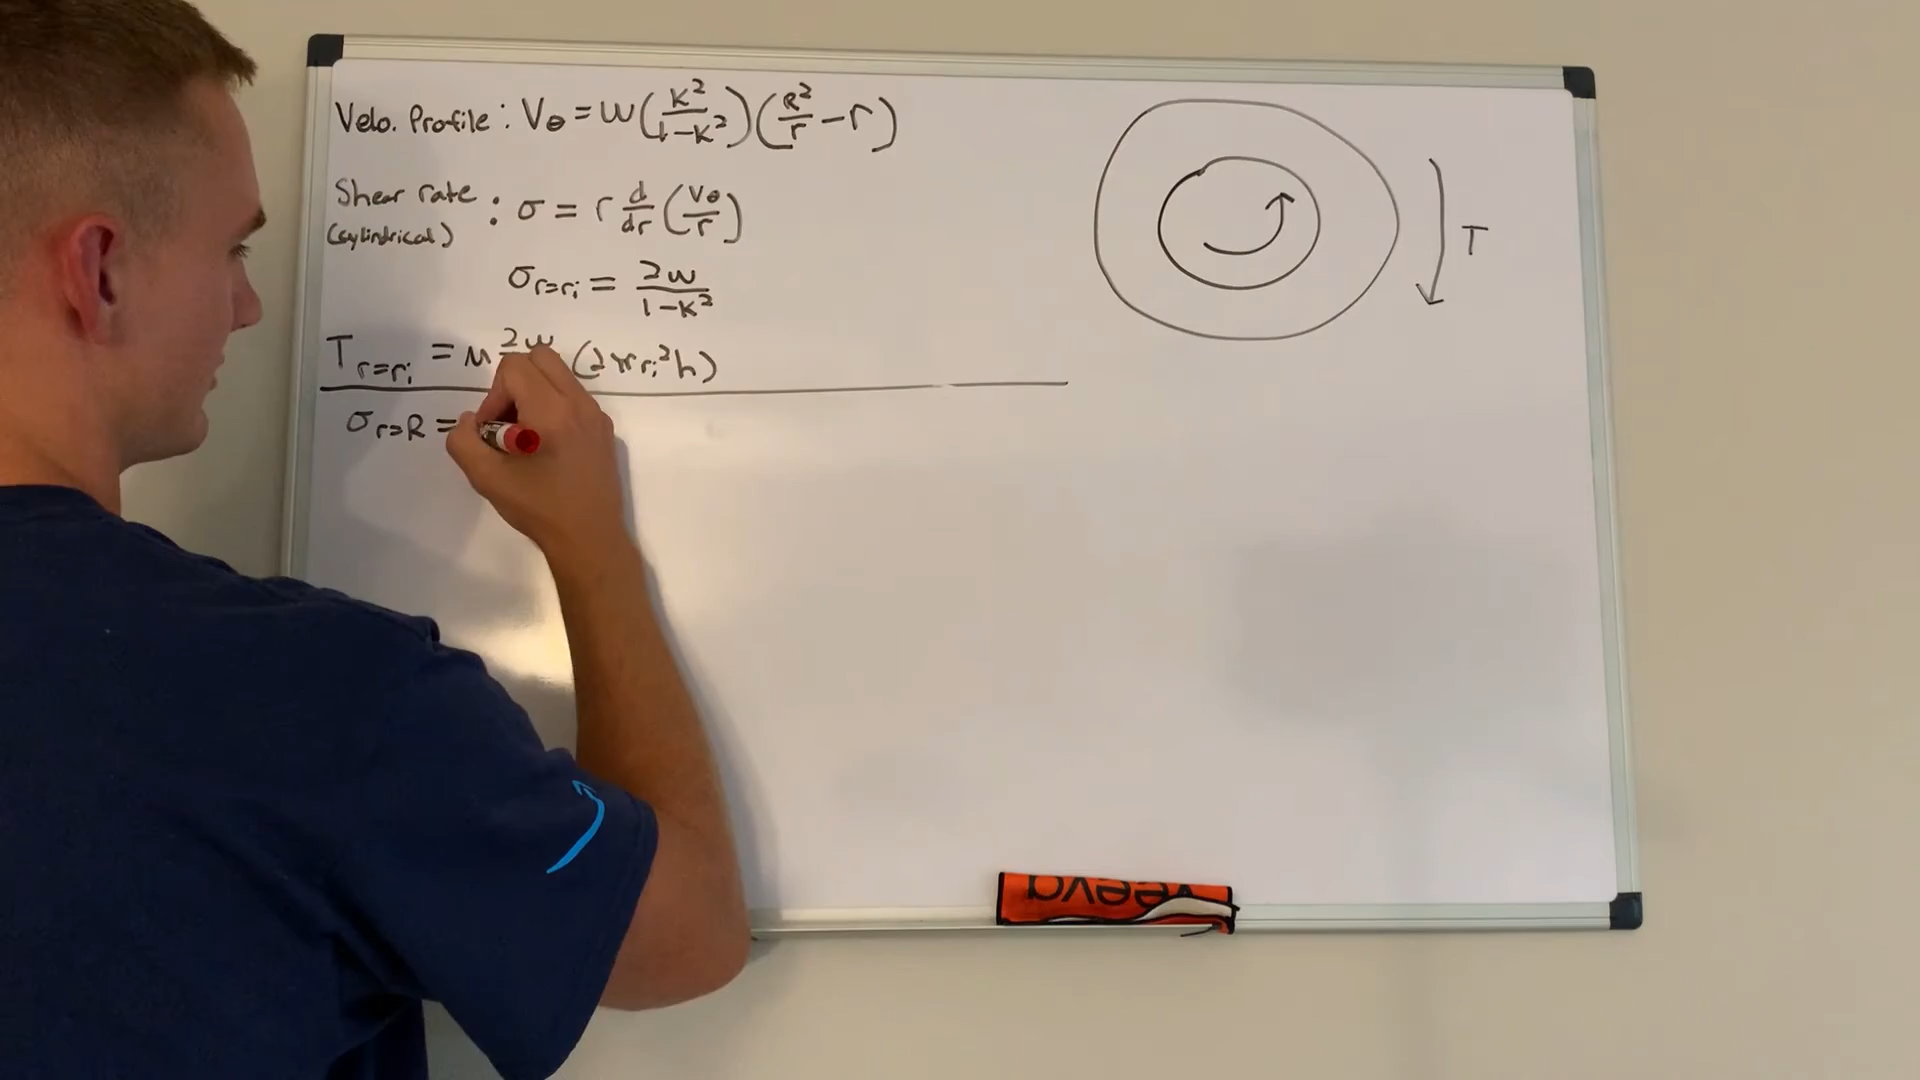 Velo. Profile : Vθ = w(K²/1-K²)(R²/r - r)
Shear rate : σ = r d/dr (Vθ/r)
(cylindrical)
σr=ri = 2w/1-K²
Tr=ri = μ 2w (2πri²h)
σr=R =
T
veeva